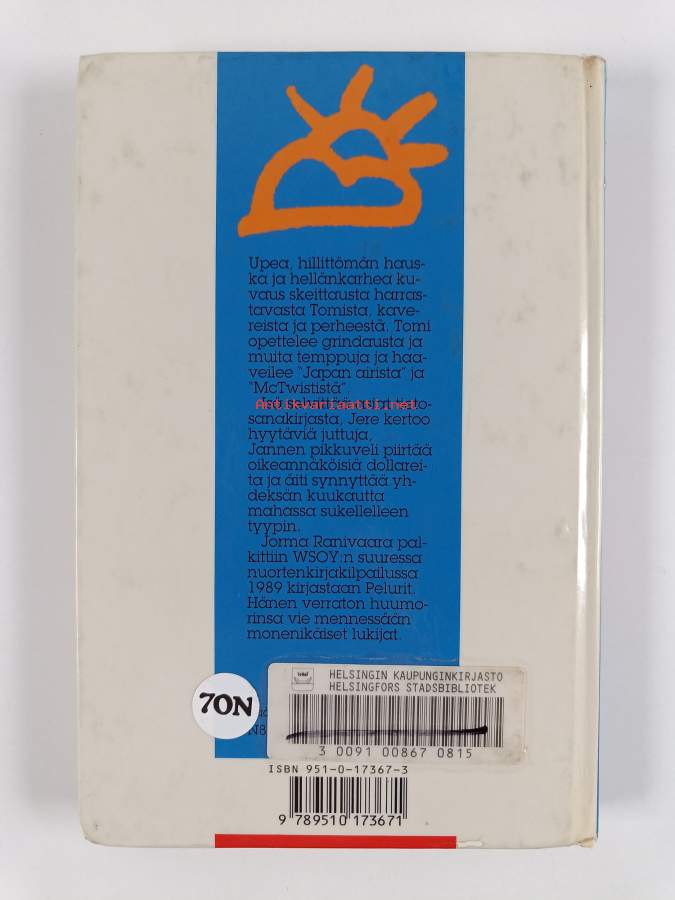 Upea, hillittömän haus-
ka ja hellänkarhea ku-
vaus skeittausta harras-
tavasta Tomista, kave-
reista ja perheestä. Tomi
opettelee grindausta ja
muita temppuja ja haa-
veilee "Japan airista" ja
"McTwististä".
Antikvariaatti.net
sanakirjasta, Jere kertoo
hyytäviä juttuja,
Jannen pikkuveli piirtää
oikeannäköisiä dollarei-
ta ja äiti synnyttää yh-
deksän kuukautta
mahassa sukellelleen
tyypin.
Jorma Ranivaara pal-
kittiin WSOY:n suuressa
nuortenkirjakilpailussa
1989 kirjastaan Pelurit.
Hänen verraton huumo-
rinsa vie mennessään
monenikäiset lukijat.
HELSINGIN KAUPUNGINKIRJASTO
HELSINGFORS STADSBIBLIOTEK
70N
3 0091 00867 0815
ISBN 951-0-17367-3
9 789510 173671